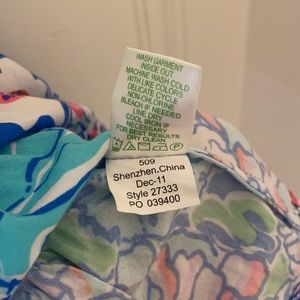 WASH GARMENT
INSIDE OUT
MACHINE WASH COLD
WITH LIKE COLORS
DELICATE CYCLE
NON-CHLORINE
BLEACH IF NEEDED
LINE DRY
COOL IRON IF
NECESSARY
FOR BEST RESULTS
DRY CLEAN
509
Shenzhen.China
Dec-11
Style 27333
PO 039400